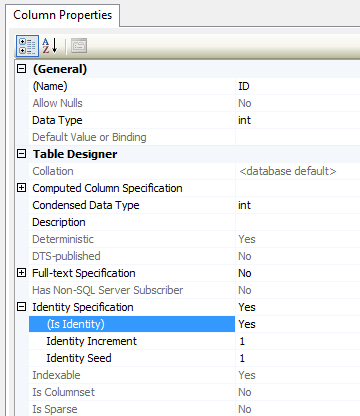 Column Properties
(General)
(Name) ID
Allow Nulls No
Data Type int
Default Value or Binding
Table Designer
Collation <database default>
Computed Column Specification
Condensed Data Type int
Description
Deterministic Yes
DTS-published No
Full-text Specification No
Has Non-SQL Server Subscriber No
Identity Specification Yes
(Is Identity) Yes
Identity Increment 1
Identity Seed 1
Indexable Yes
Is Columnset No
Is Sparse No